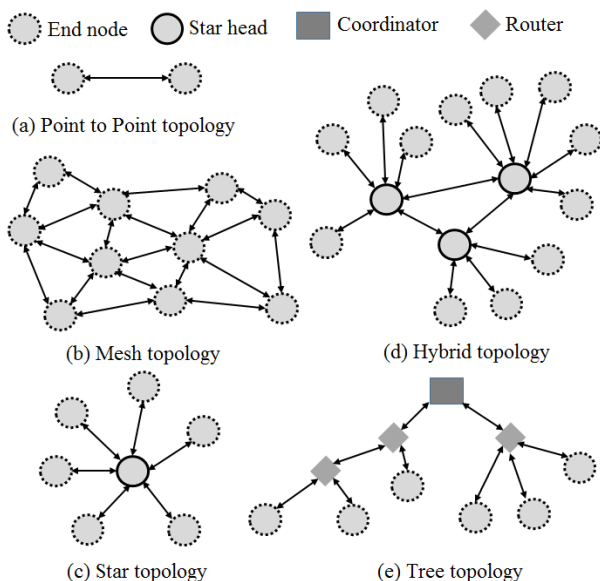 End node
Star head
Coordinator
Router
(a) Point to Point topology
(b) Mesh topology
(d) Hybrid topology
(c) Star topology
(e) Tree topology